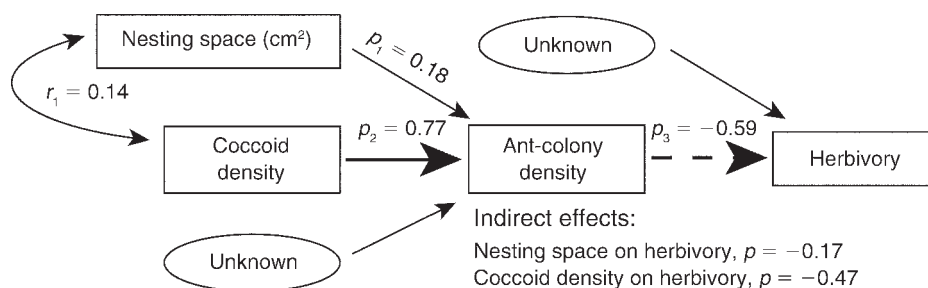 Nesting space (cm²)
p₁ = 0.18
Unknown
r₁ = 0.14
Coccoid
density
p₂ = 0.77
Ant-colony
density
p₃ = −0.59
Herbivory
Unknown
Indirect effects:
Nesting space on herbivory, p = −0.17
Coccoid density on herbivory, p = −0.47